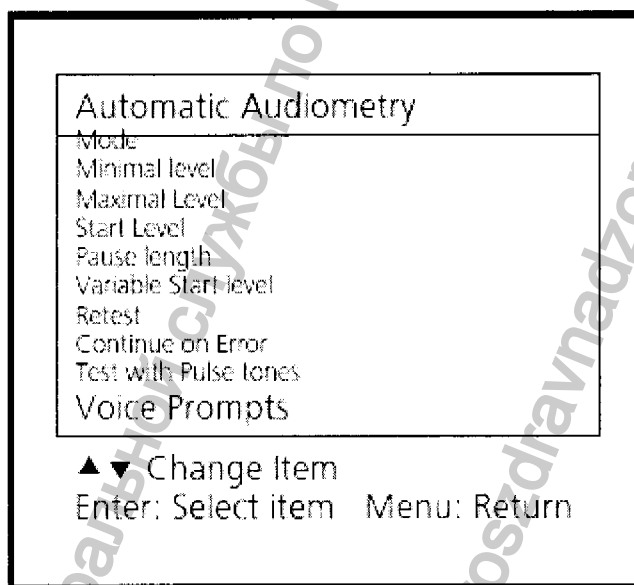 Automatic Audiometry
Mode
Minimal level
Maximal Level
Start Level
Pause length
Variable Start level
Retest
Continue on Error
Test with Pulse tones
Voice Prompts
▲ ▼ Change Item
Enter: Select item Menu: Return